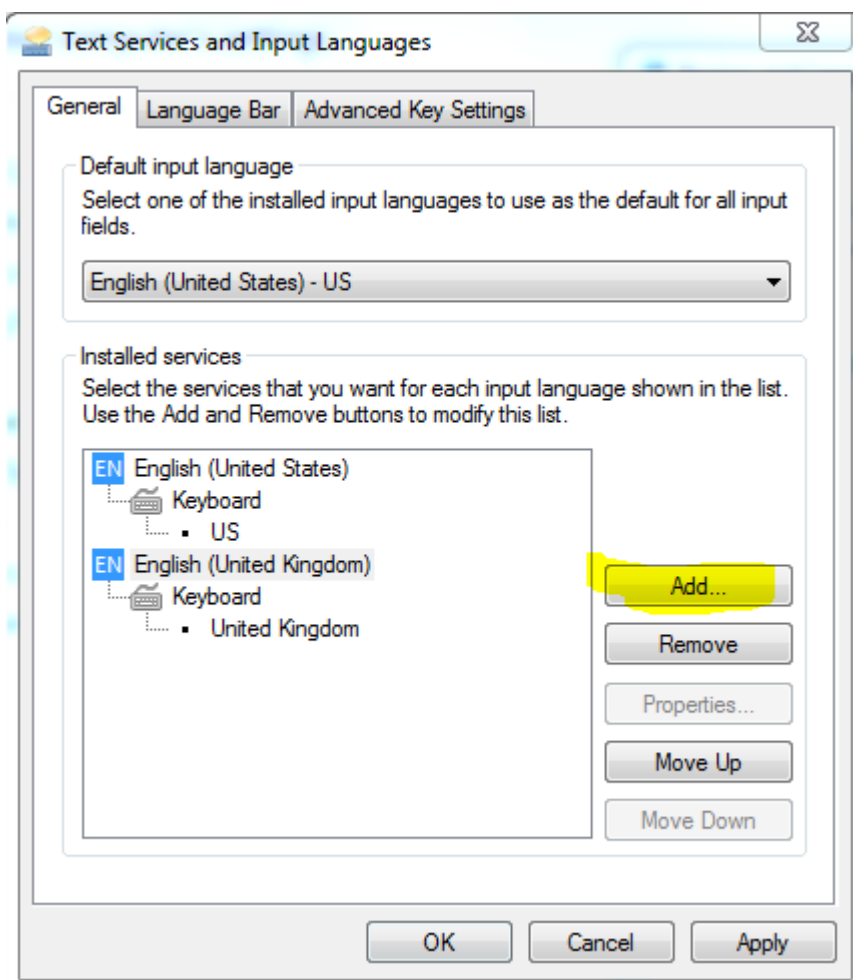 Text Services and Input Languages
General
Language Bar
Advanced Key Settings
Default input language
Select one of the installed input languages to use as the default for all input
fields.
English (United States) - US
Installed services
Select the services that you want for each input language shown in the list.
Use the Add and Remove buttons to modify this list.
EN English (United States)
Keyboard
US
EN English (United Kingdom)
Keyboard
United Kingdom
Add...
Remove
Properties...
Move Up
Move Down
OK
Cancel
Apply